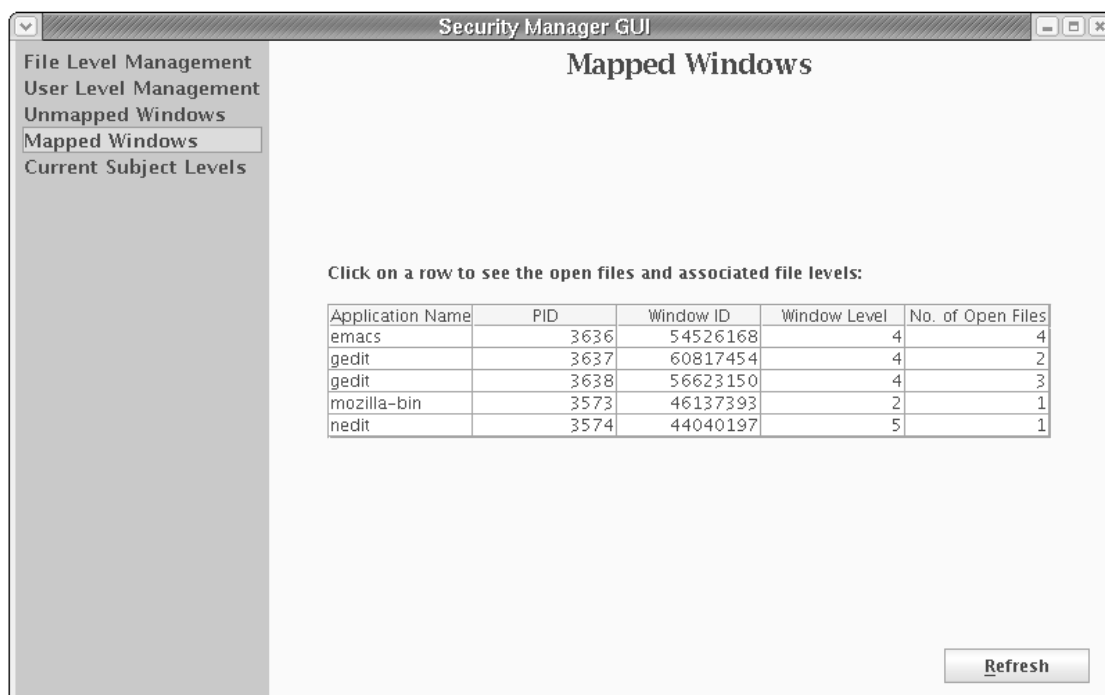 Security Manager GUI
File Level Management
User Level Management
Unmapped Windows
Mapped Windows
Current Subject Levels
Mapped Windows
Click on a row to see the open files and associated file levels:
Application Name PID Window ID Window Level No. of Open Files
emacs 3636 54526168 4 4
gedit 3637 60817454 4 2
gedit 3638 56623150 4 3
mozilla-bin 3573 46137393 2 1
nedit 3574 44040197 5 1
Refresh